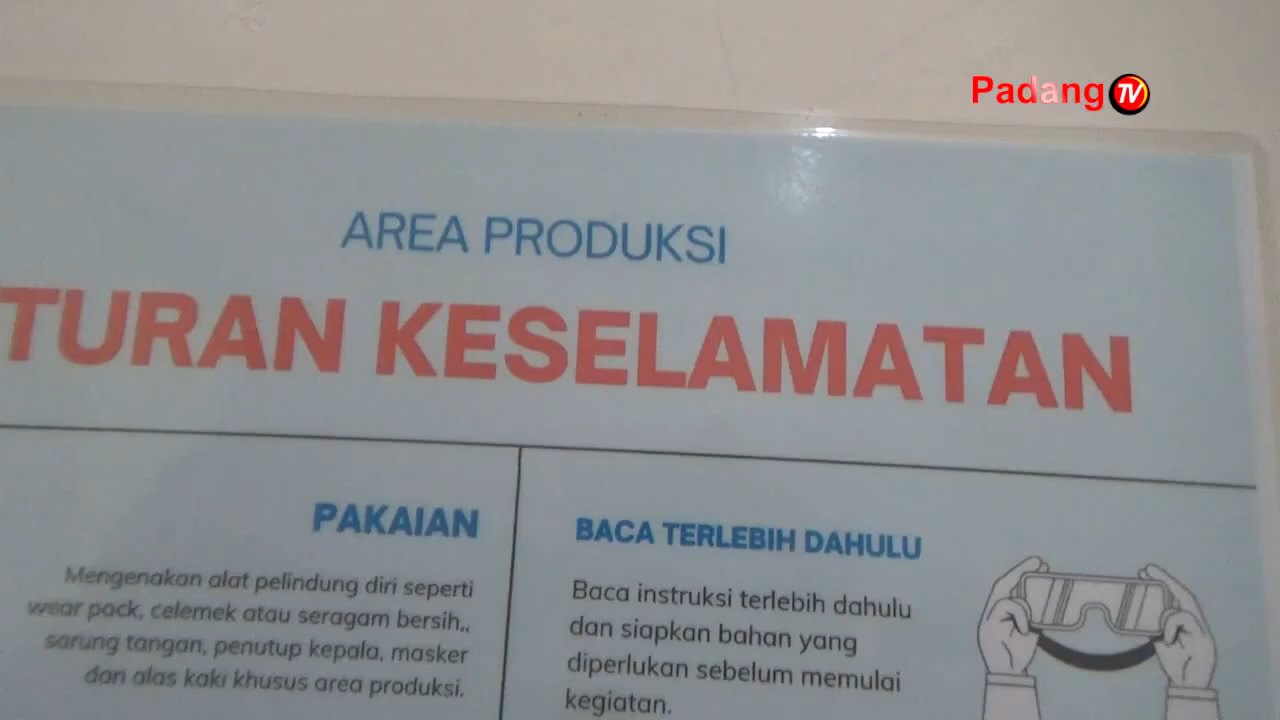 Padang TV
AREA PRODUKSI
TURAN KESELAMATAN
PAKAIAN
Mengenakan alat pelindung diri seperti
wear pack, celemek atau seragam bersih,,
sarung tangan, penutup kepala, masker
dan alas kaki khusus area produksi.
BACA TERLEBIH DAHULU
Baca instruksi terlebih dahulu
dan siapkan bahan yang
diperlukan sebelum memulai
kegiatan.